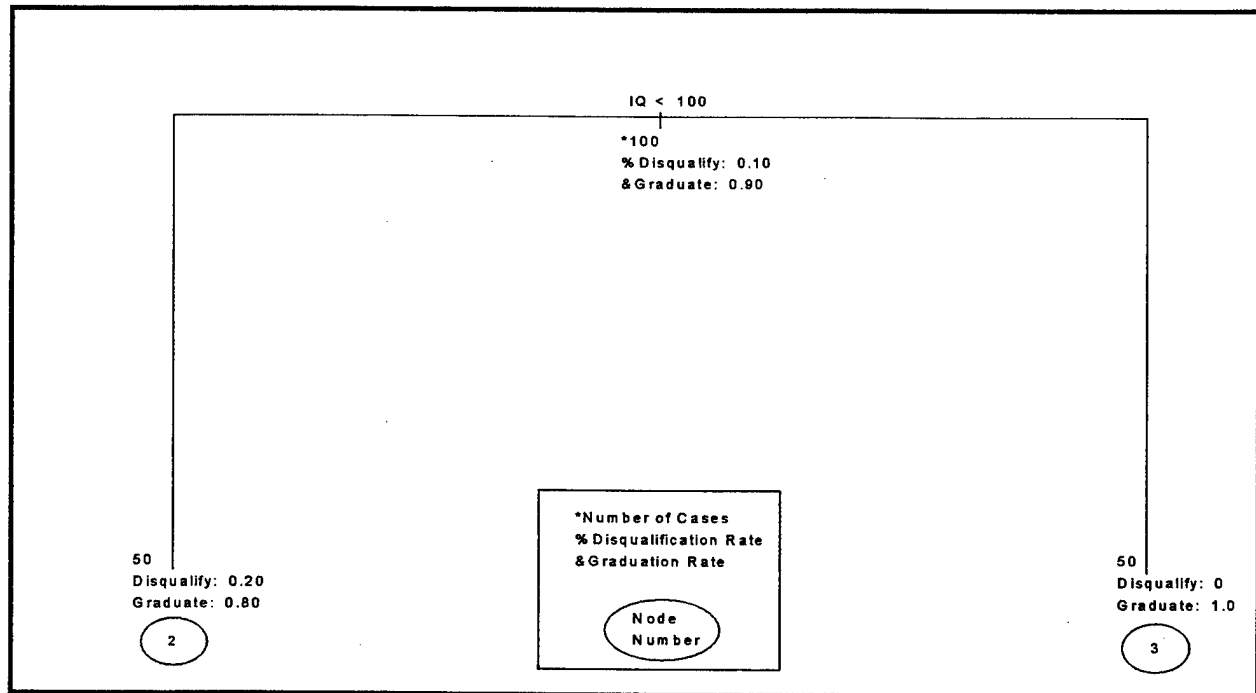 IQ < 100
*100
% Disqualify: 0.10
&Graduate: 0.90
50
Disqualify: 0.20
Graduate: 0.80
2
*Number of Cases
% Disqualification Rate
&Graduation Rate
Node
Number
50
Disqualify: 0
Graduate: 1.0
3